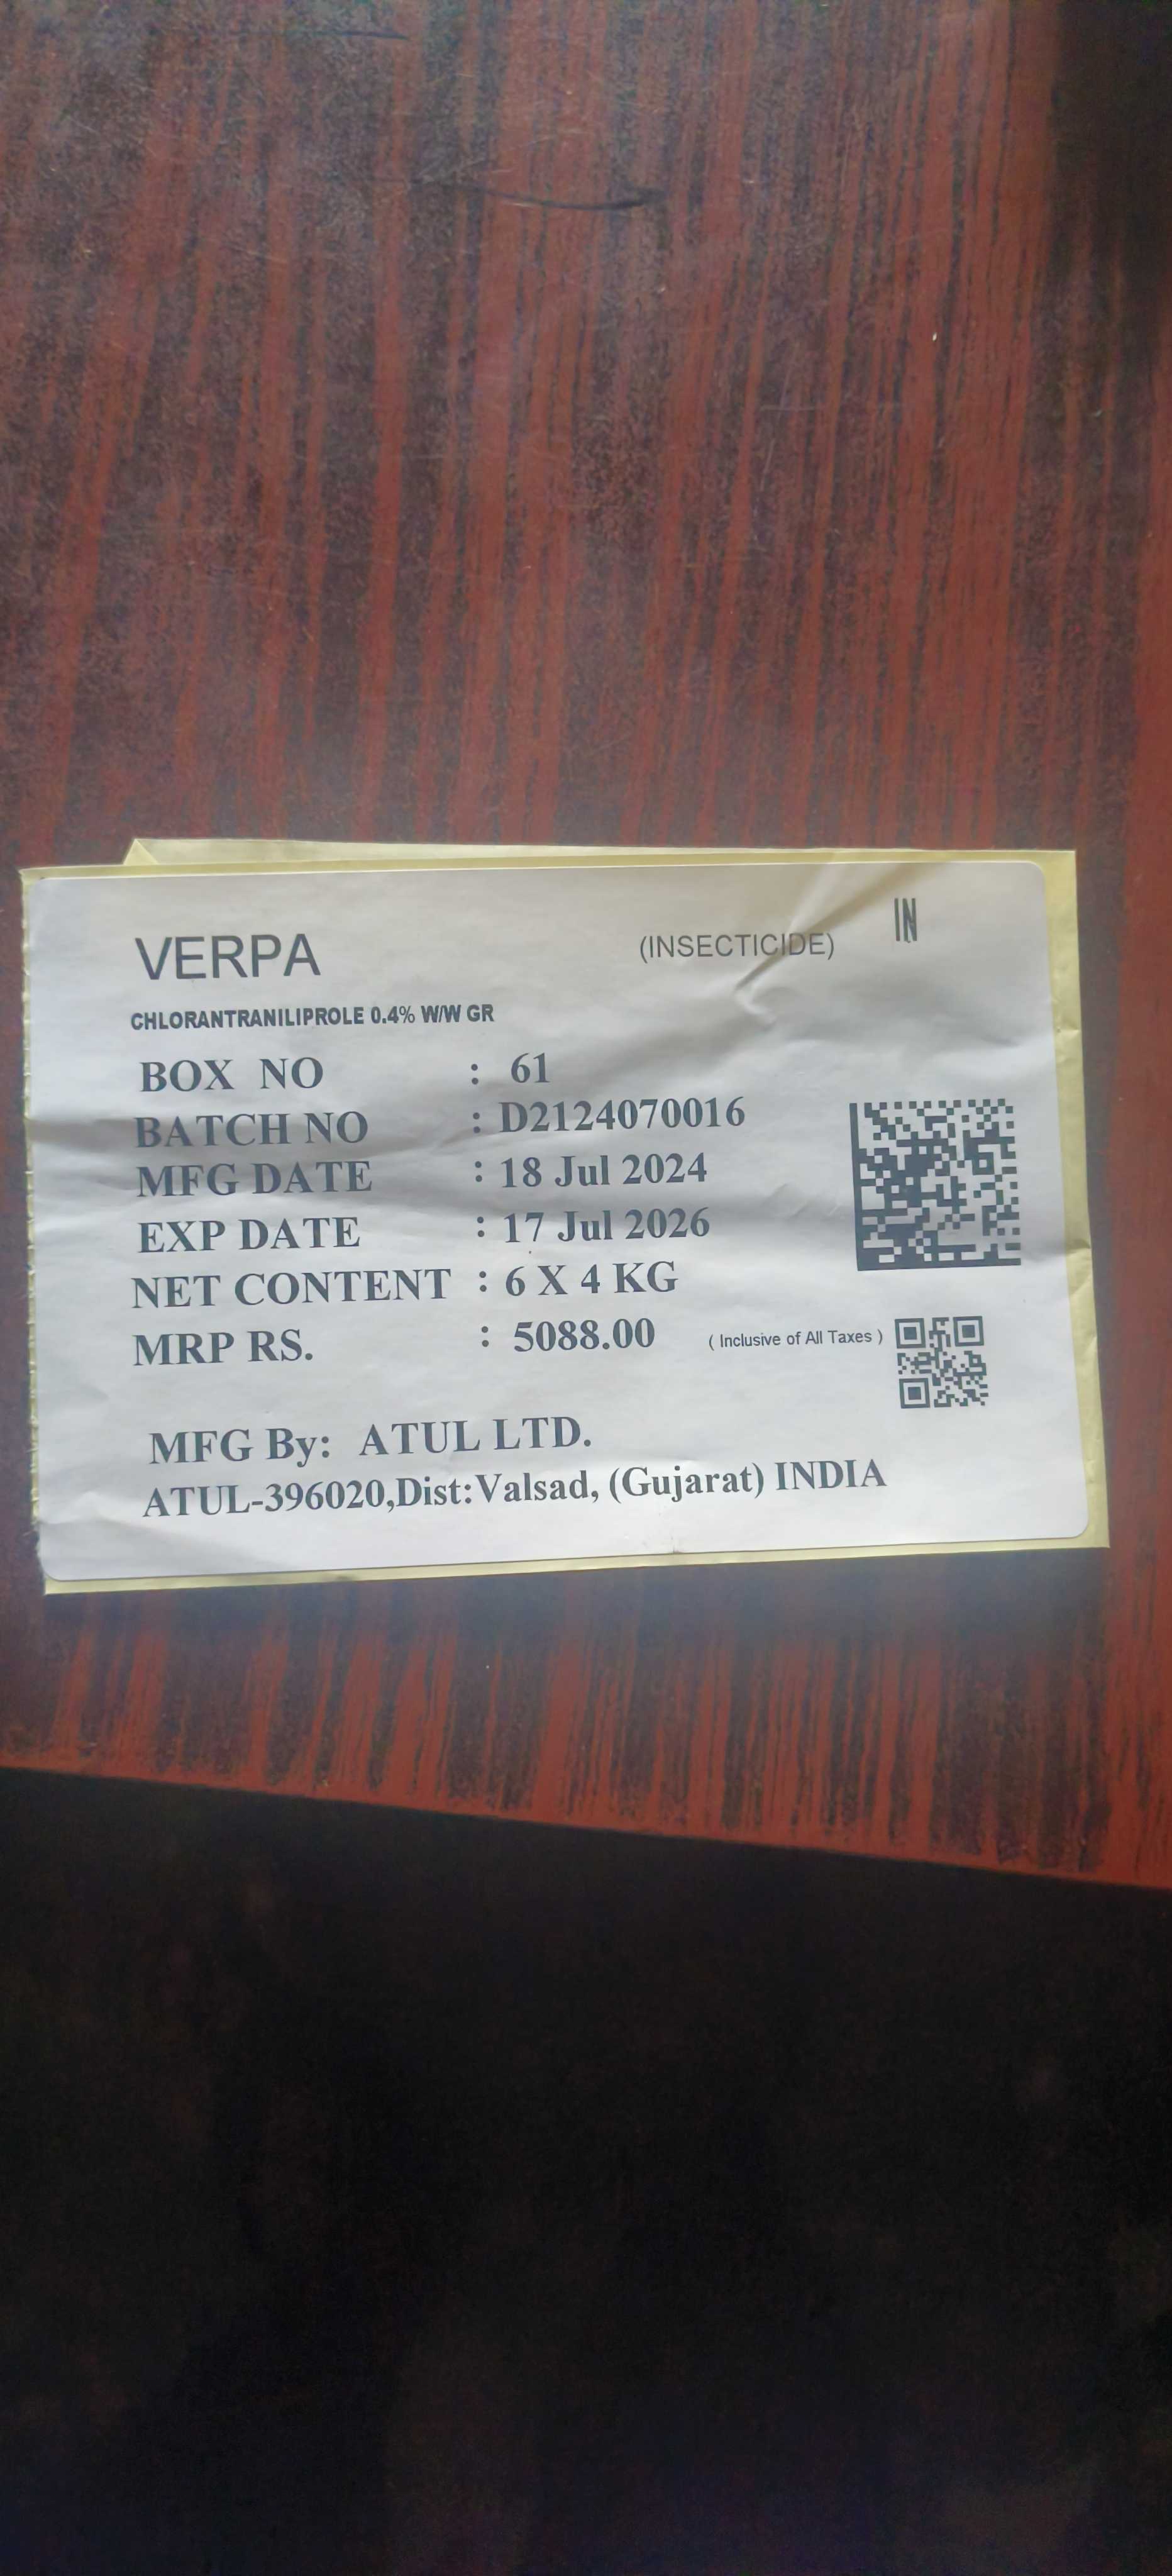 VERPA (INSECTICIDE) IN
CHLORANTRANILIPROLE 0.4% W/W GR
BOX NO : 61
BATCH NO : D2124070016
MFG DATE : 18 Jul 2024
EXP DATE : 17 Jul 2026
NET CONTENT : 6 X 4 KG
MRP RS. : 5088.00 ( Inclusive of All Taxes )
MFG By: ATUL LTD.
ATUL-396020,Dist:Valsad, (Gujarat) INDIA